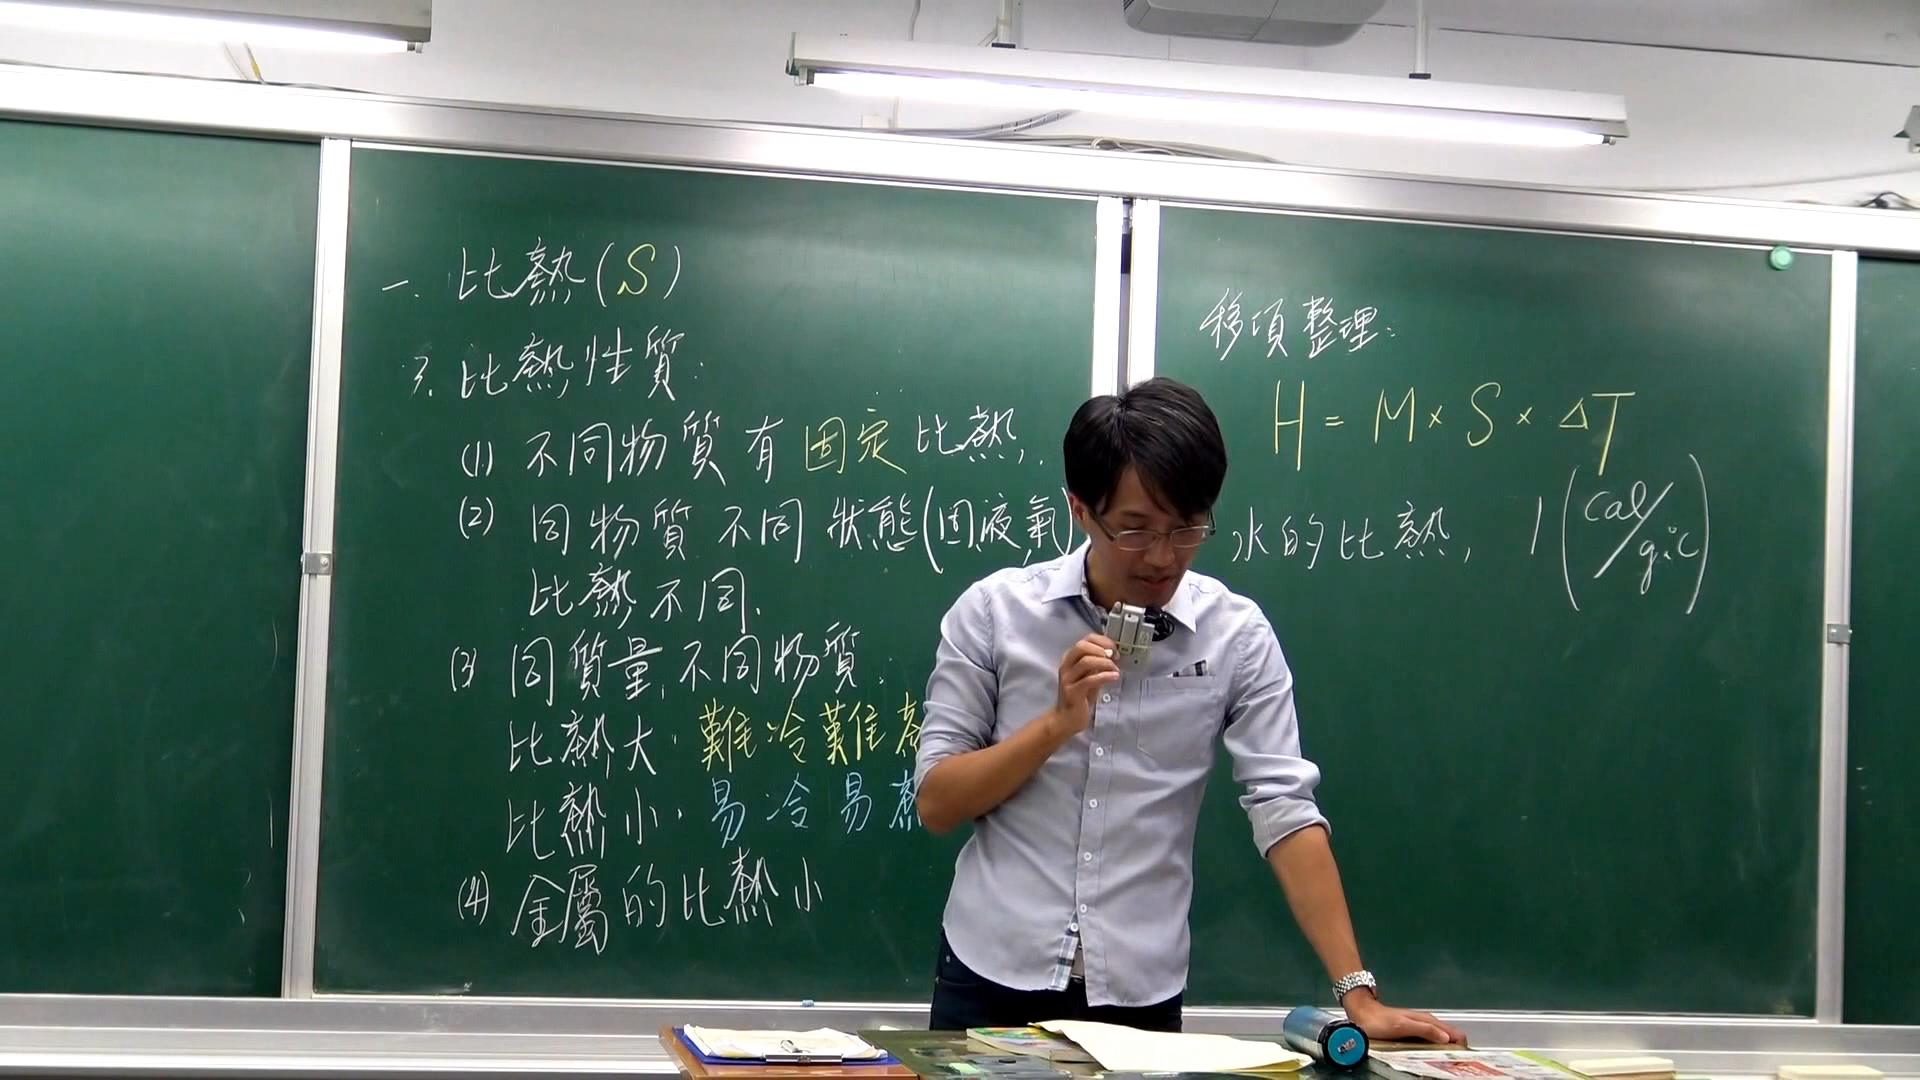 一. 比熱(S)
3. 比熱性質:
(1) 不同物質有固定比熱.
(2) 同物質不同狀態(固,液,氣)
比熱不同.
(3) 同質量,不同物質.
比熱大.難冷難熱
比熱小.易冷易熱
(4) 金屬的比熱小
移項整理:
H = M × S × ΔT
水的比熱, 1 (cal/g.°C)